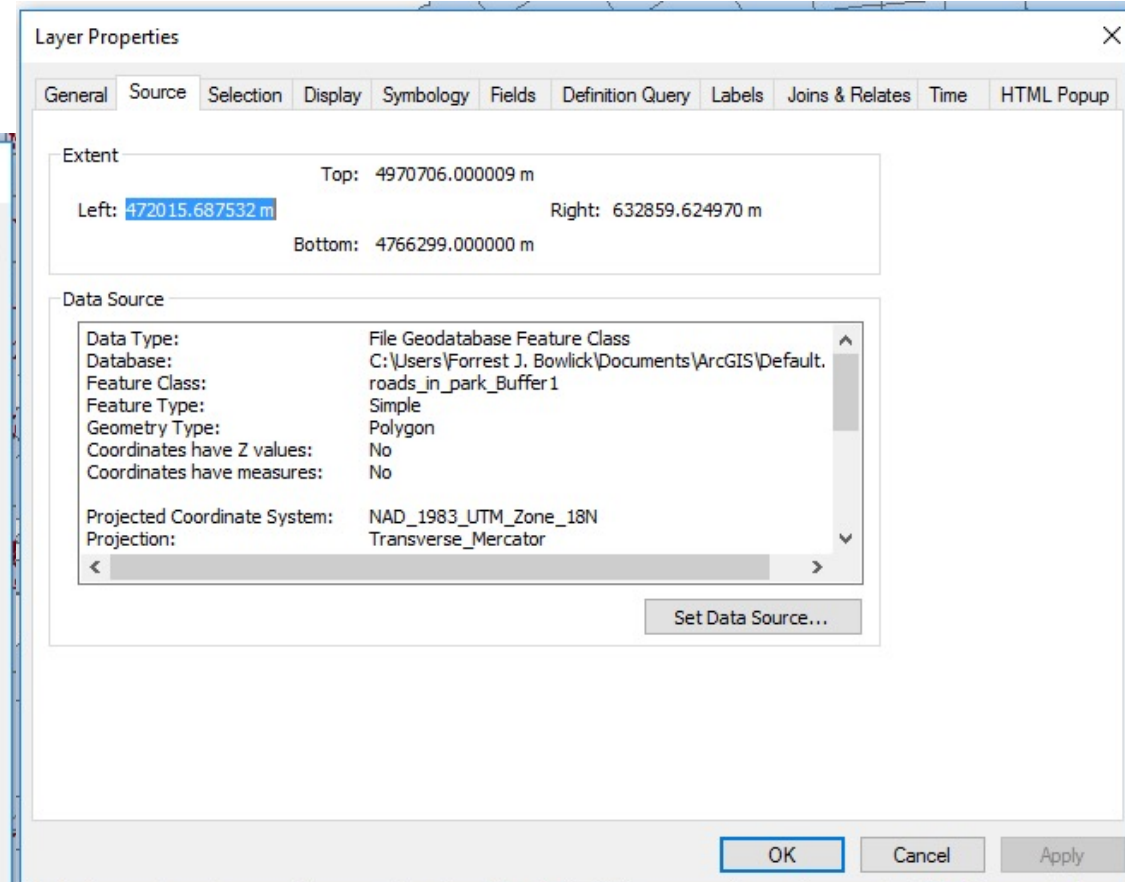 Layer Properties
General Source Selection Display Symbology Fields Definition Query Labels Joins & Relates Time HTML Popup
Extent
Top: 4970706.000009 m
Left: 472015.687532 m Right: 632859.624970 m
Bottom: 4766299.000000 m
Data Source
Data Type: File Geodatabase Feature Class
Database: C:\Users\Forrest J. Bowlick\Documents\ArcGIS\Default.
Feature Class: roads_in_park_Buffer1
Feature Type: Simple
Geometry Type: Polygon
Coordinates have Z values: No
Coordinates have measures: No
Projected Coordinate System: NAD_1983_UTM_Zone_18N
Projection: Transverse_Mercator
Set Data Source...
OK Cancel Apply